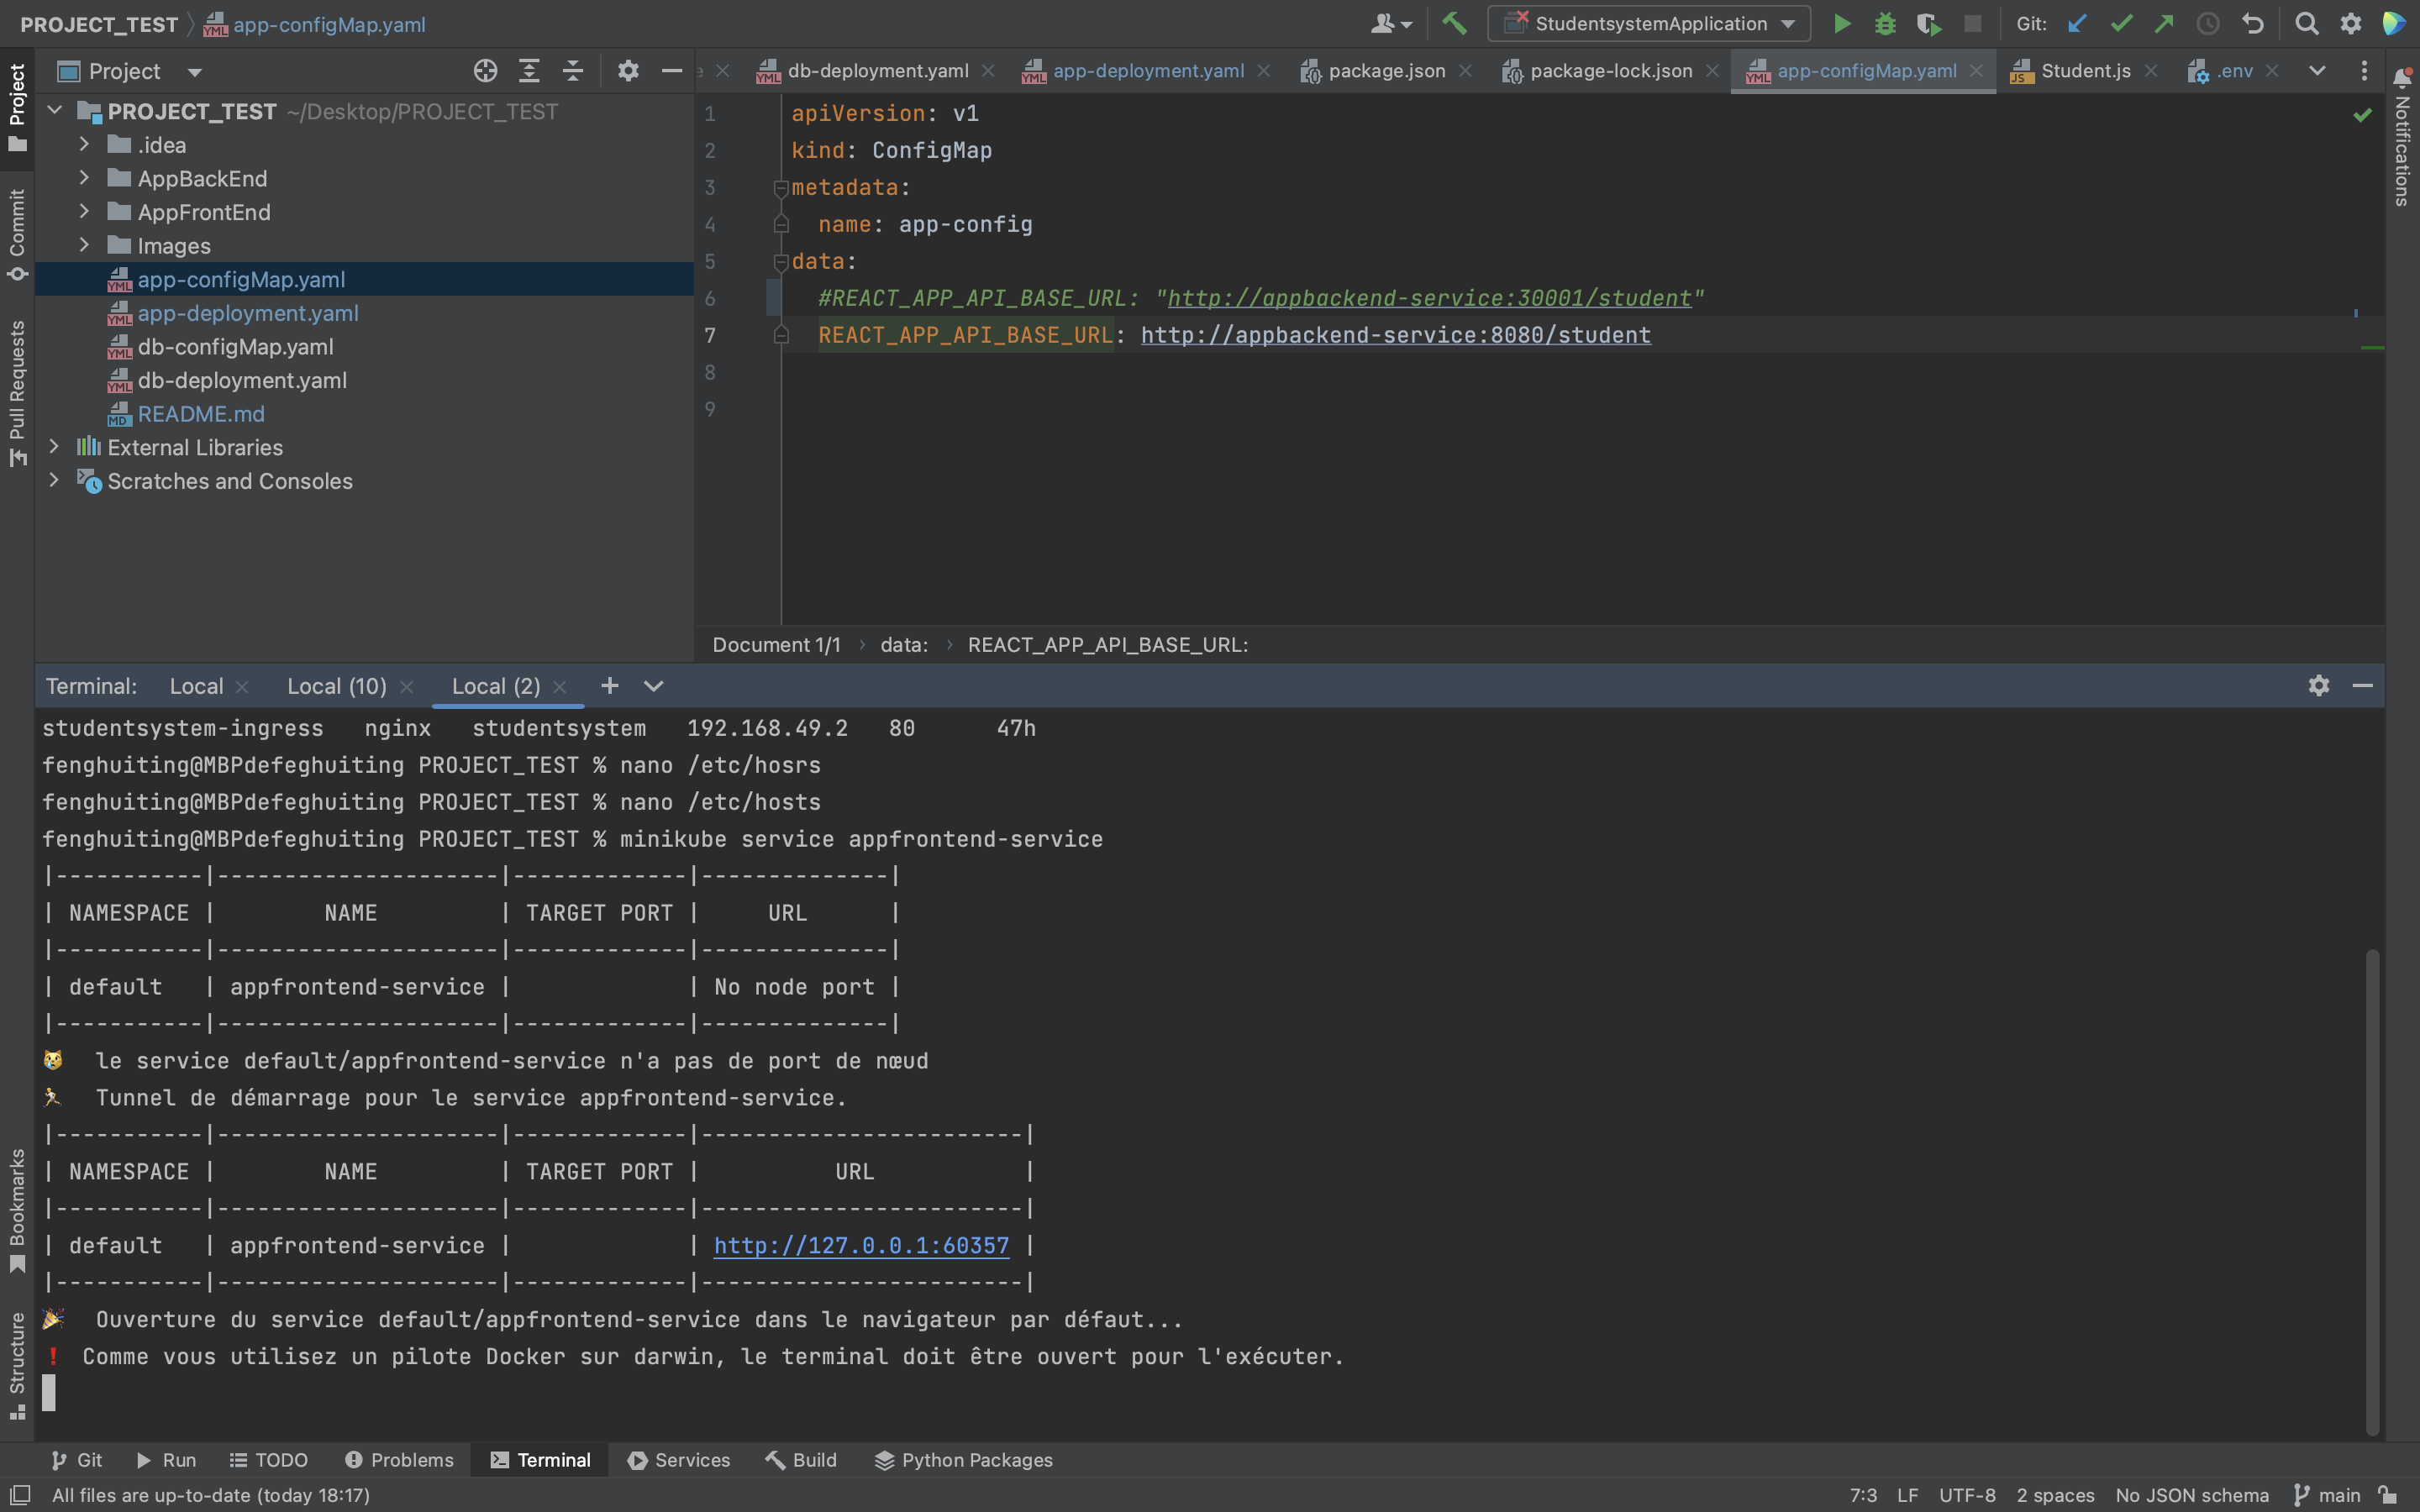 PROJECT_TEST app-configMap.yaml StudentsystemApplication Git:
Project
db-deployment.yaml app-deployment.yaml package.json package-lock.json app-configMap.yaml Student.js .env
PROJECT_TEST ~/Desktop/PROJECT_TEST
.idea
AppBackEnd
AppFrontEnd
Images
app-configMap.yaml
app-deployment.yaml
db-configMap.yaml
db-deployment.yaml
README.md
External Libraries
Scratches and Consoles
Project
Commit
Pull Requests
Bookmarks
Structure
Notifications
1 apiVersion: v1
2 kind: ConfigMap
3 metadata:
4   name: app-config
5 data:
6   #REACT_APP_API_BASE_URL: "http://appbackend-service:30001/student"
7   REACT_APP_API_BASE_URL: http://appbackend-service:8080/student
8
9
Document 1/1 › data: › REACT_APP_API_BASE_URL:
Terminal: Local Local (10) Local (2)
studentsystem-ingress   nginx   studentsystem   192.168.49.2   80      47h
fenghuiting@MBPdefeghuiting PROJECT_TEST % nano /etc/hosrs
fenghuiting@MBPdefeghuiting PROJECT_TEST % nano /etc/hosts
fenghuiting@MBPdefeghuiting PROJECT_TEST % minikube service appfrontend-service
|-----------|---------------------|-------------|--------------|
| NAMESPACE |        NAME         | TARGET PORT |     URL      |
|-----------|---------------------|-------------|--------------|
| default   | appfrontend-service |             | No node port |
|-----------|---------------------|-------------|--------------|
😿  le service default/appfrontend-service n'a pas de port de nœud
🏃  Tunnel de démarrage pour le service appfrontend-service.
|-----------|---------------------|-------------|------------------------|
| NAMESPACE |        NAME         | TARGET PORT |          URL           |
|-----------|---------------------|-------------|------------------------|
| default   | appfrontend-service |             | http://127.0.0.1:60357 |
|-----------|---------------------|-------------|------------------------|
🎉  Ouverture du service default/appfrontend-service dans le navigateur par défaut...
❗  Comme vous utilisez un pilote Docker sur darwin, le terminal doit être ouvert pour l'exécuter.
Git Run TODO Problems Terminal Services Build Python Packages
All files are up-to-date (today 18:17) 7:3 LF UTF-8 2 spaces No JSON schema main